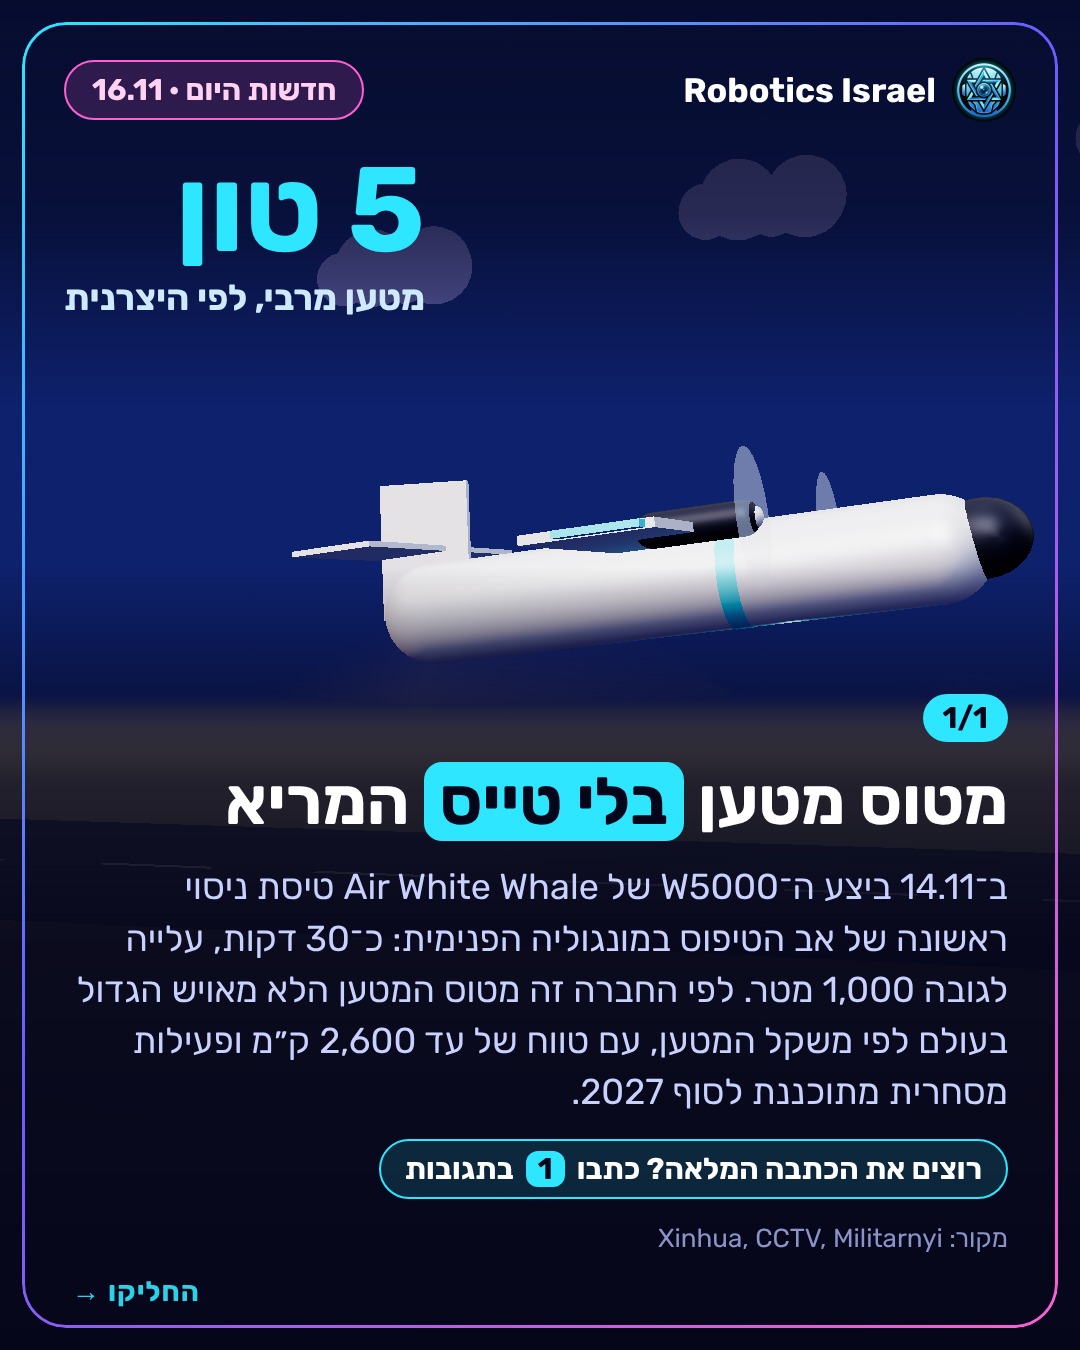 Robotics Israel
חדשות היום • 16.11
5 טון
מטען מרבי, לפי היצרנית
1/1
מטוס מטען בלי טייס המריא
ב־14.11 ביצע ה־W5000 של Air White Whale טיסת ניסוי
ראשונה של אב הטיפוס במונגוליה הפנימית: כ־30 דקות, עלייה
לגובה 1,000 מטר. לפי החברה זה מטוס המטען הלא מאויש הגדול
בעולם לפי משקל המטען, עם טווח של עד 2,600 ק״מ ופעילות
מסחרית מתוכננת לסוף 2027.
רוצים את הכתבה המלאה? כתבו 1 בתגובות
מקור: Xinhua, CCTV, Militarnyi
החליקו →